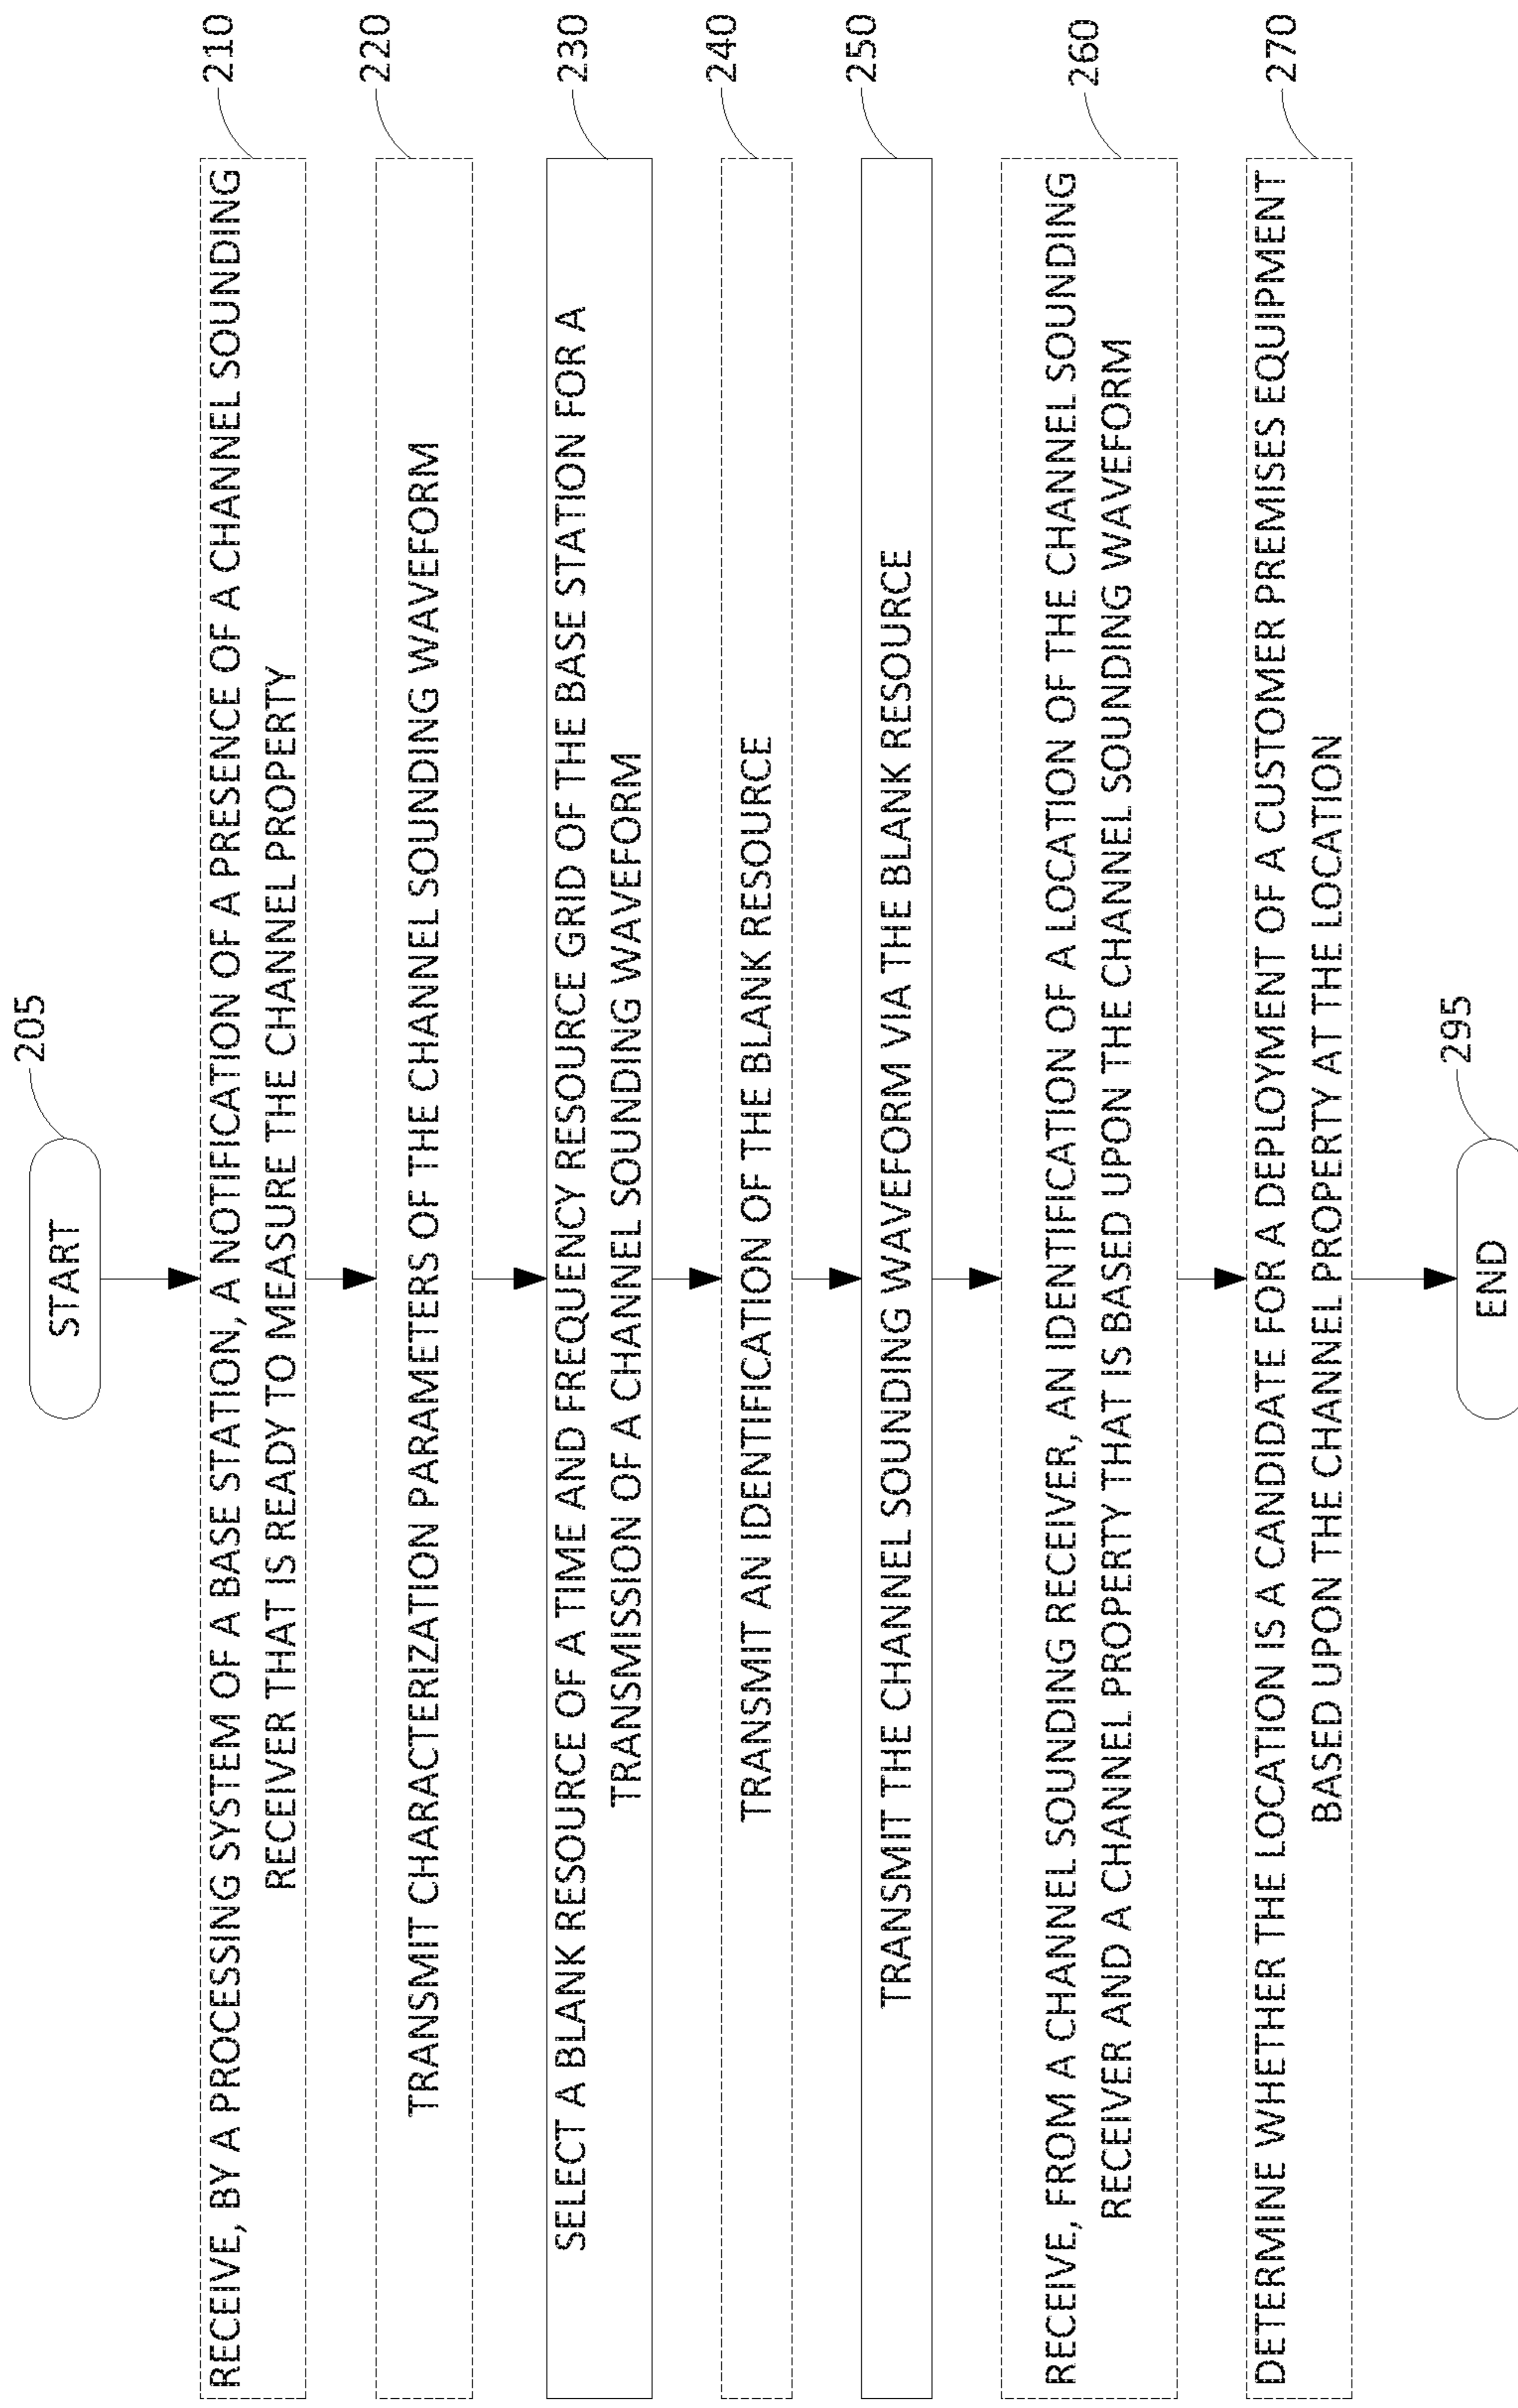 205
START
210
RECEIVE, BY A PROCESSING SYSTEM OF A BASE STATION, A NOTIFICATION OF A PRESENCE OF A CHANNEL SOUNDING
RECEIVER THAT IS READY TO MEASURE THE CHANNEL PROPERTY
220
TRANSMIT CHARACTERIZATION PARAMETERS OF THE CHANNEL SOUNDING WAVEFORM
230
SELECT A BLANK RESOURCE OF A TIME AND FREQUENCY RESOURCE GRID OF THE BASE STATION FOR A
TRANSMISSION OF A CHANNEL SOUNDING WAVEFORM
240
TRANSMIT AN IDENTIFICATION OF THE BLANK RESOURCE
250
TRANSMIT THE CHANNEL SOUNDING WAVEFORM VIA THE BLANK RESOURCE
260
RECEIVE, FROM A CHANNEL SOUNDING RECEIVER, AN IDENTIFICATION OF A LOCATION OF THE CHANNEL SOUNDING
RECEIVER AND A CHANNEL PROPERTY THAT IS BASED UPON THE CHANNEL SOUNDING WAVEFORM
270
DETERMINE WHETHER THE LOCATION IS A CANDIDATE FOR A DEPLOYMENT OF A CUSTOMER PREMISES EQUIPMENT
BASED UPON THE CHANNEL PROPERTY AT THE LOCATION
295
END